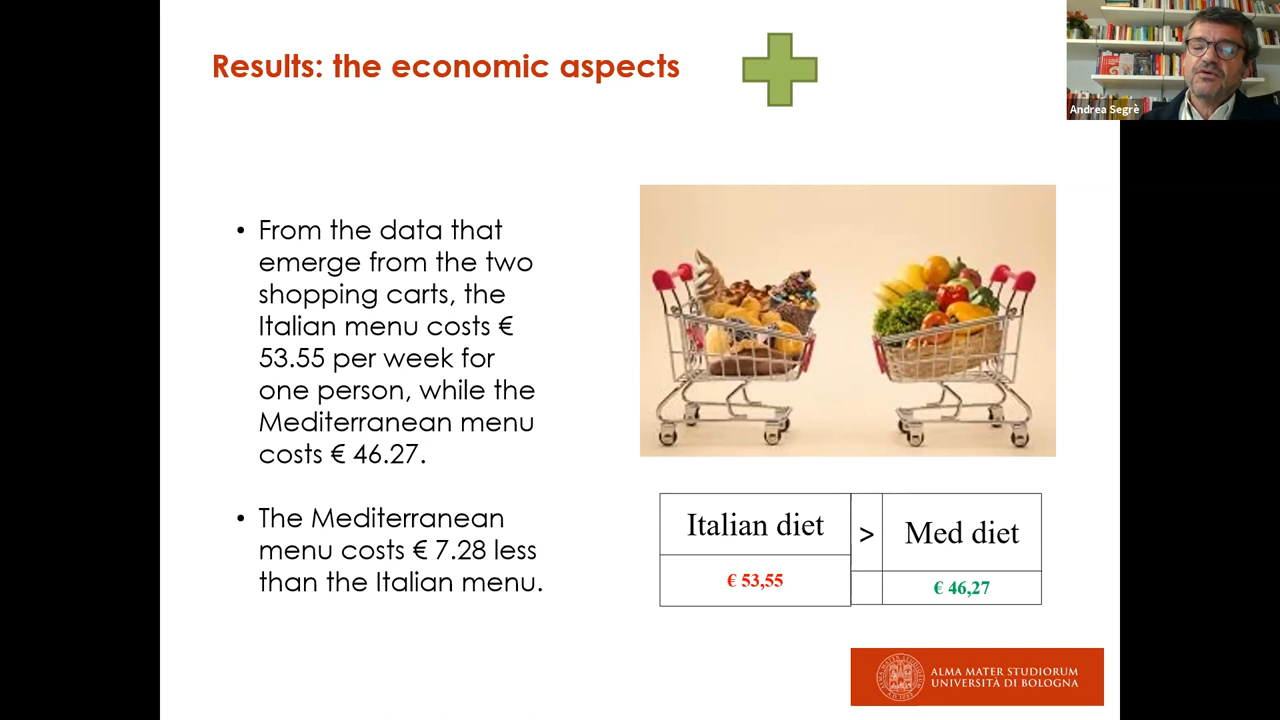 Results: the economic aspects
Andrea Segrè
• From the data that
emerge from the two
shopping carts, the
Italian menu costs €
53.55 per week for
one person, while the
Mediterranean menu
costs € 46.27.
• The Mediterranean
menu costs € 7.28 less
than the Italian menu.
Italian diet > Med diet
€ 53,55 € 46,27
ALMA MATER STUDIORUM
UNIVERSITÀ DI BOLOGNA